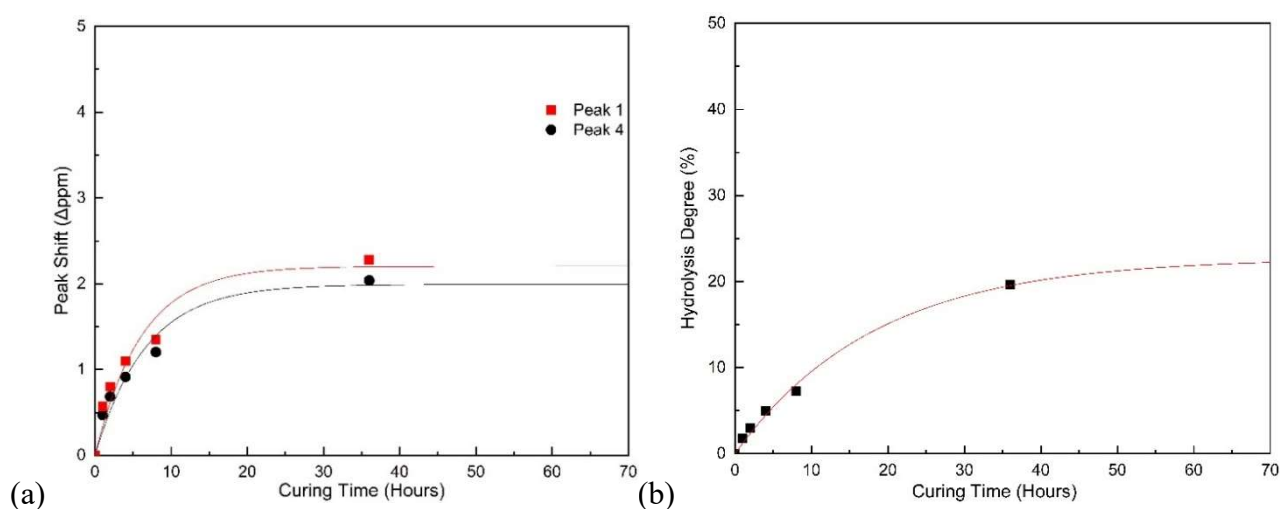 5
4
3
2
1
0
Peak Shift (Δppm)
Peak 1
Peak 4
0 10 20 30 40 50 60 70
Curing Time (Hours)
(a)
50
40
30
20
10
0
Hydrolysis Degree (%)
0 10 20 30 40 50 60 70
Curing Time (Hours)
(b)